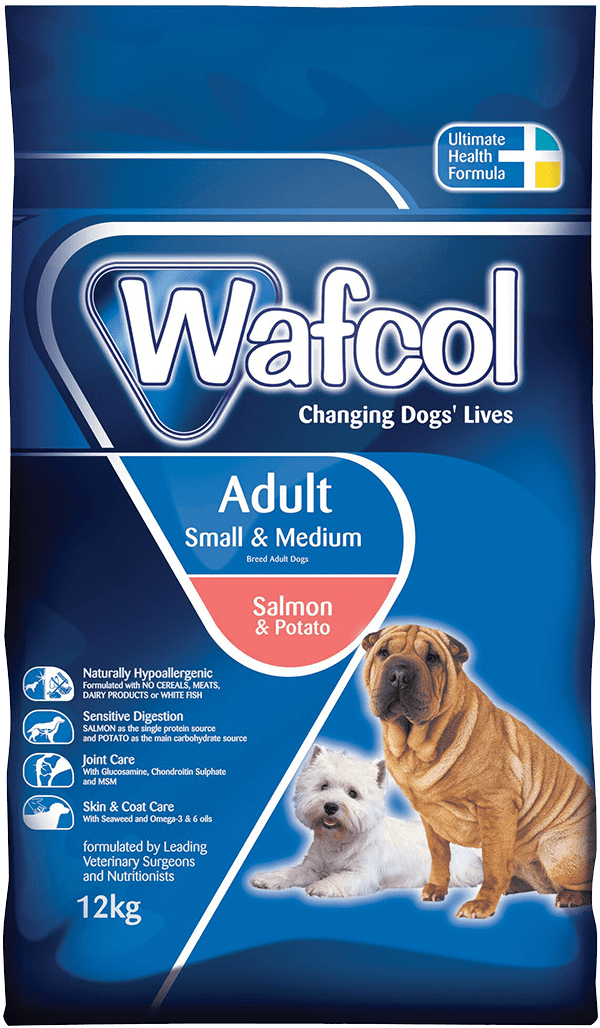 Ultimate
Health
Formula
Wafcol
Changing Dogs' Lives
Adult
Small & Medium
Breed Adult Dogs
Salmon
& Potato
Naturally Hypoallergenic
Formulated with NO CEREALS, MEATS,
DAIRY PRODUCTS or WHITE FISH
Sensitive Digestion
SALMON as the single protein source
and POTATO as the main carbohydrate source
Joint Care
With Glucosamine, Chondroitin Sulphate
and MSM
Skin & Coat Care
With Seaweed and Omega-3 & 6 oils
formulated by Leading
Veterinary Surgeons
and Nutritionists
12kg